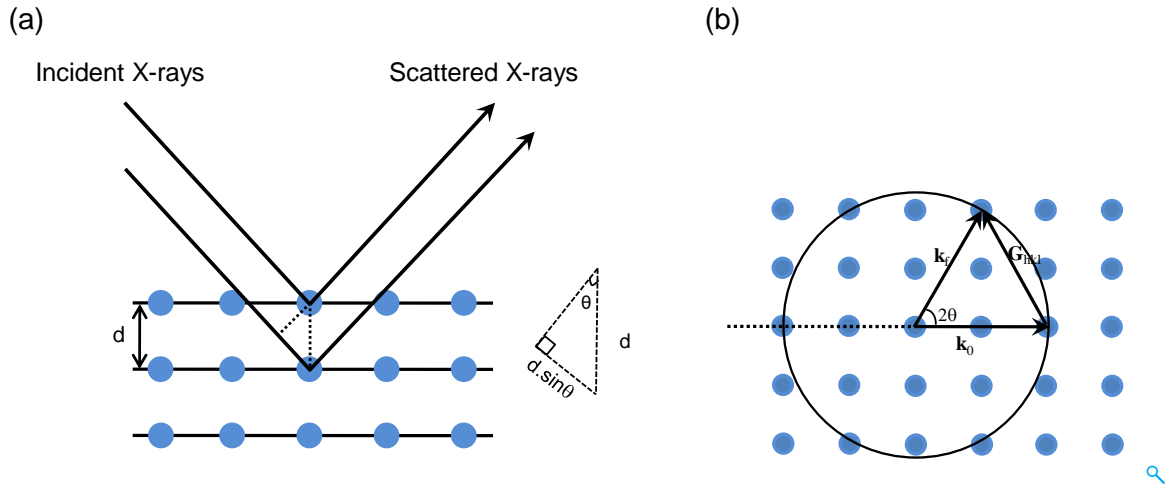 (a)
(b)
Incident X-rays
Scattered X-rays
d
θ
d
d.sinθ
k_f
G_hkl
2θ
k_0